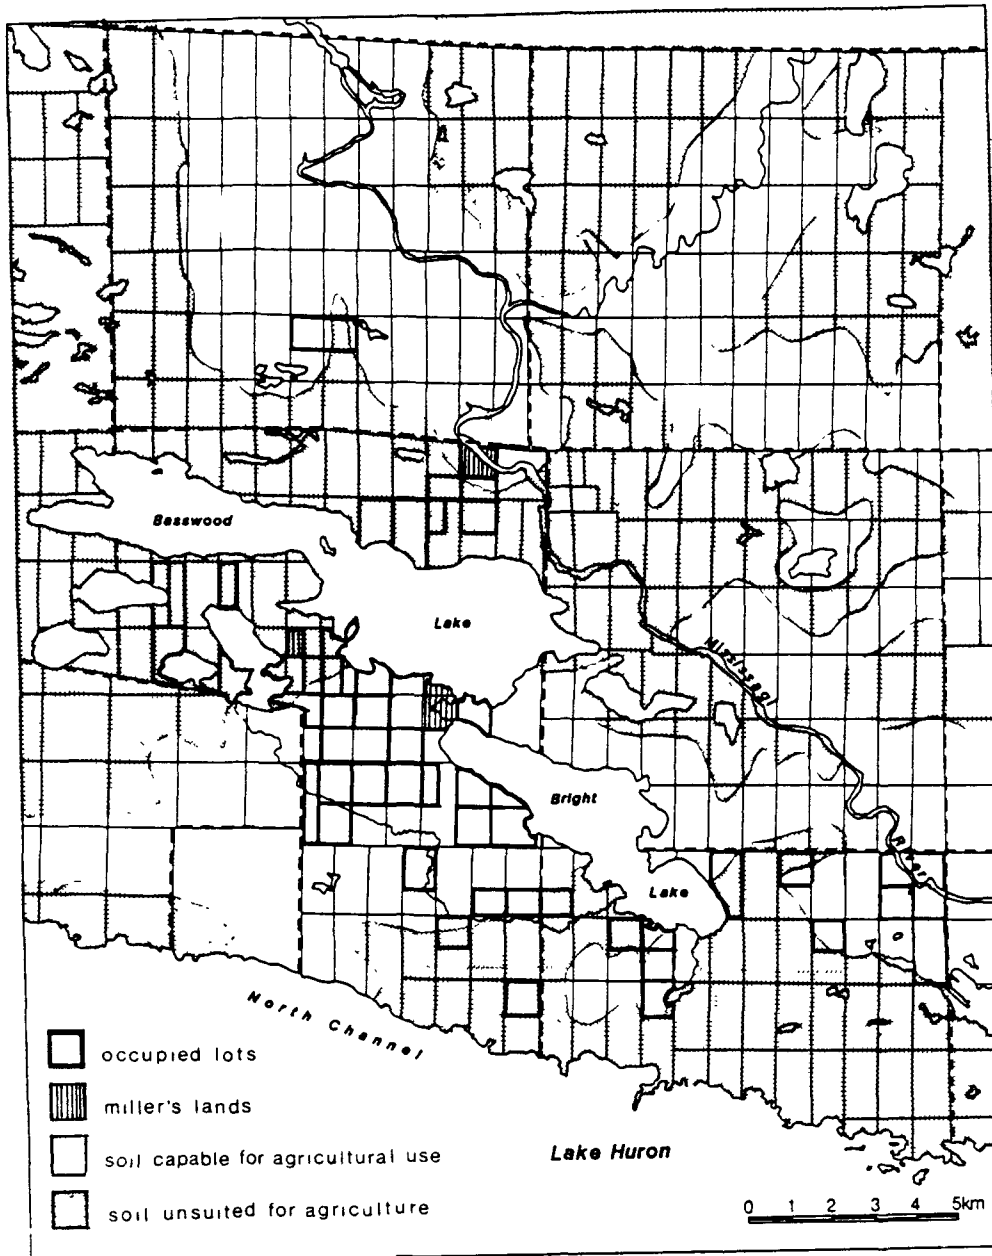 Basswood
Lake
Mississagi
River
Bright
Lake
North Channel
occupied lots
miller's lands
soil capable for agricultural use
soil unsuited for agriculture
Lake Huron
0 1 2 3 4 5km